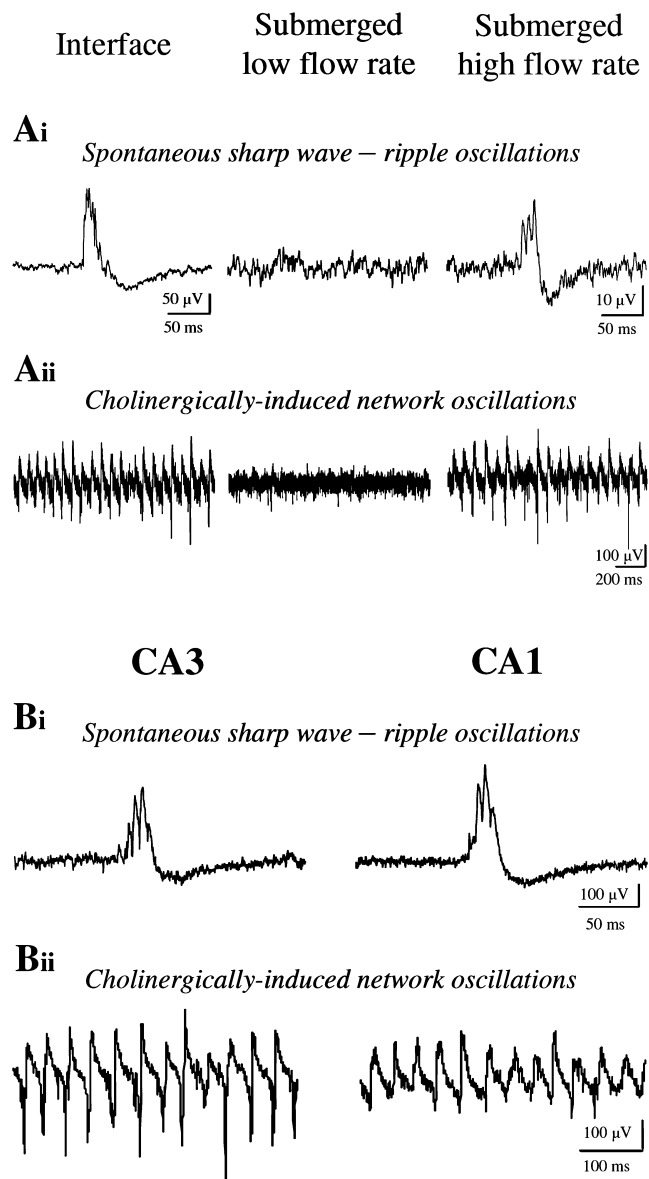 Interface
Submerged
low flow rate
Submerged
high flow rate
Ai
Spontaneous sharp wave – ripple oscillations
50 µV
50 ms
10 µV
50 ms
Aii
Cholinergically-induced network oscillations
100 µV
200 ms
CA3
CA1
Bi
Spontaneous sharp wave – ripple oscillations
100 µV
50 ms
Bii
Cholinergically-induced network oscillations
100 µV
100 ms